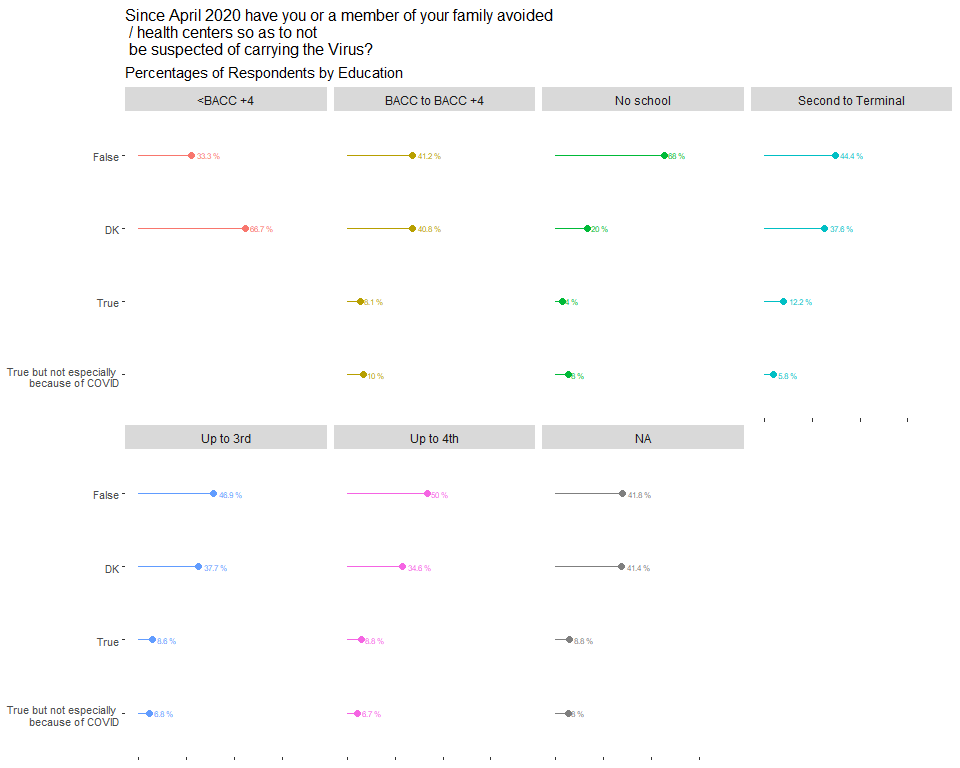 Since April 2020 have you or a member of your family avoided
/ health centers so as to not
be suspected of carrying the Virus?
Percentages of Respondents by Education
<BACC +4
BACC to BACC +4
No school
Second to Terminal
False
33.3 %
41.2 %
68 %
44.4 %
DK
66.7 %
40.8 %
20 %
37.6 %
True
8.1 %
4 %
12.2 %
True but not especially
because of COVID
10 %
8 %
5.8 %
Up to 3rd
Up to 4th
NA
False
46.9 %
50 %
41.8 %
DK
37.7 %
34.6 %
41.4 %
True
8.6 %
8.8 %
8.8 %
True but not especially
because of COVID
6.8 %
6.7 %
8 %